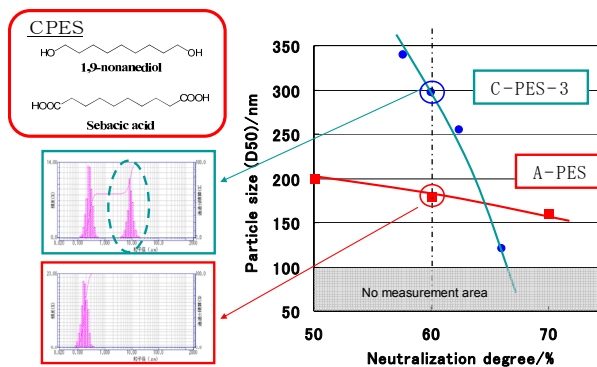 CPES
HO
OH
1,9-nonanediol
HOOC
COOH
Sebacic acid
Particle size (D50)/nm
350
300
250
200
150
100
50
C-PES-3
A-PES
No measurement area
50
60
70
Neutralization degree/%